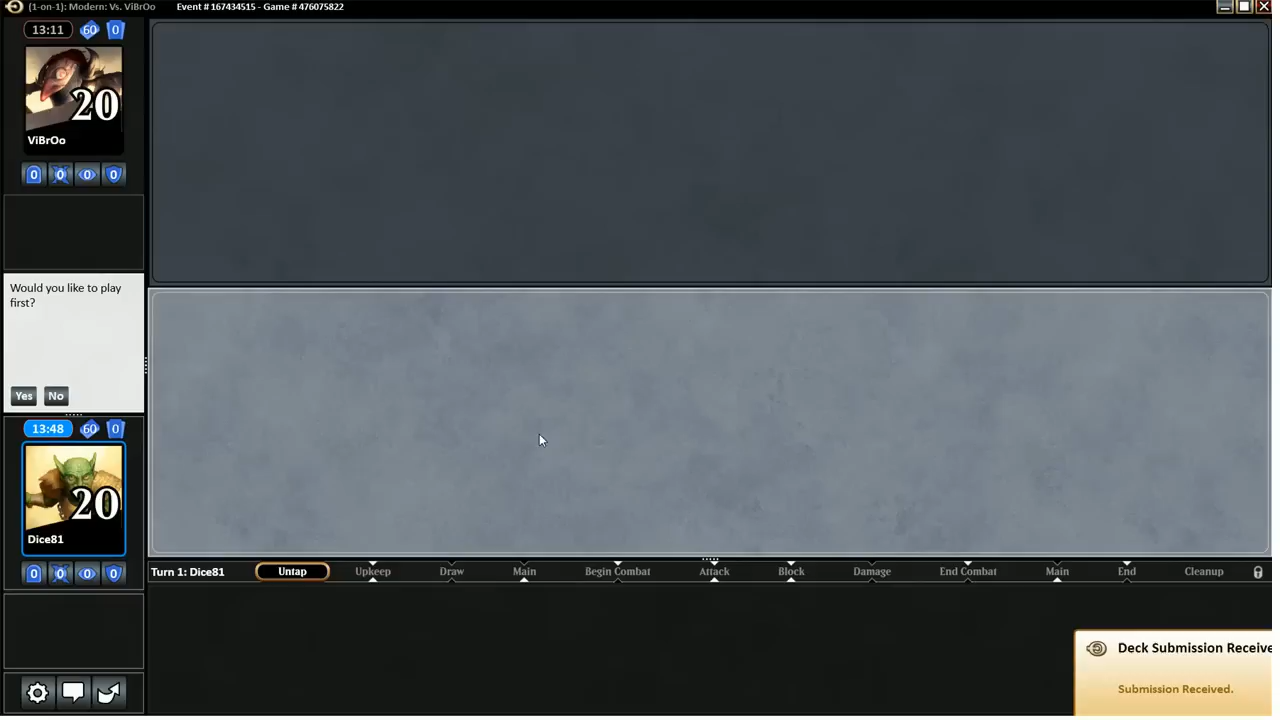 (1-on-1): Modern: Vs. ViBrOo
Event # 167434515 - Game # 476075822
13:11
60
0
20
ViBrOo
0
0
0
0
Would you like to play
first?
Yes
No
13:48
60
0
20
Dice81
0
0
0
0
Turn 1: Dice81
Untap
Upkeep
Draw
Main
Begin Combat
Attack
Block
Damage
End Combat
Main
End
Cleanup
Deck Submission Receive
Submission Received.